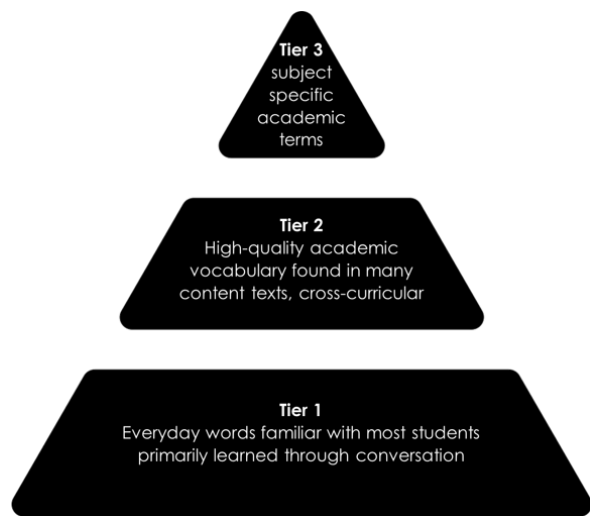 Tier 3
subject
specific
academic
terms
Tier 2
High-quality academic
vocabulary found in many
content texts, cross-curricular
Tier 1
Everyday words familiar with most students
primarily learned through conversation